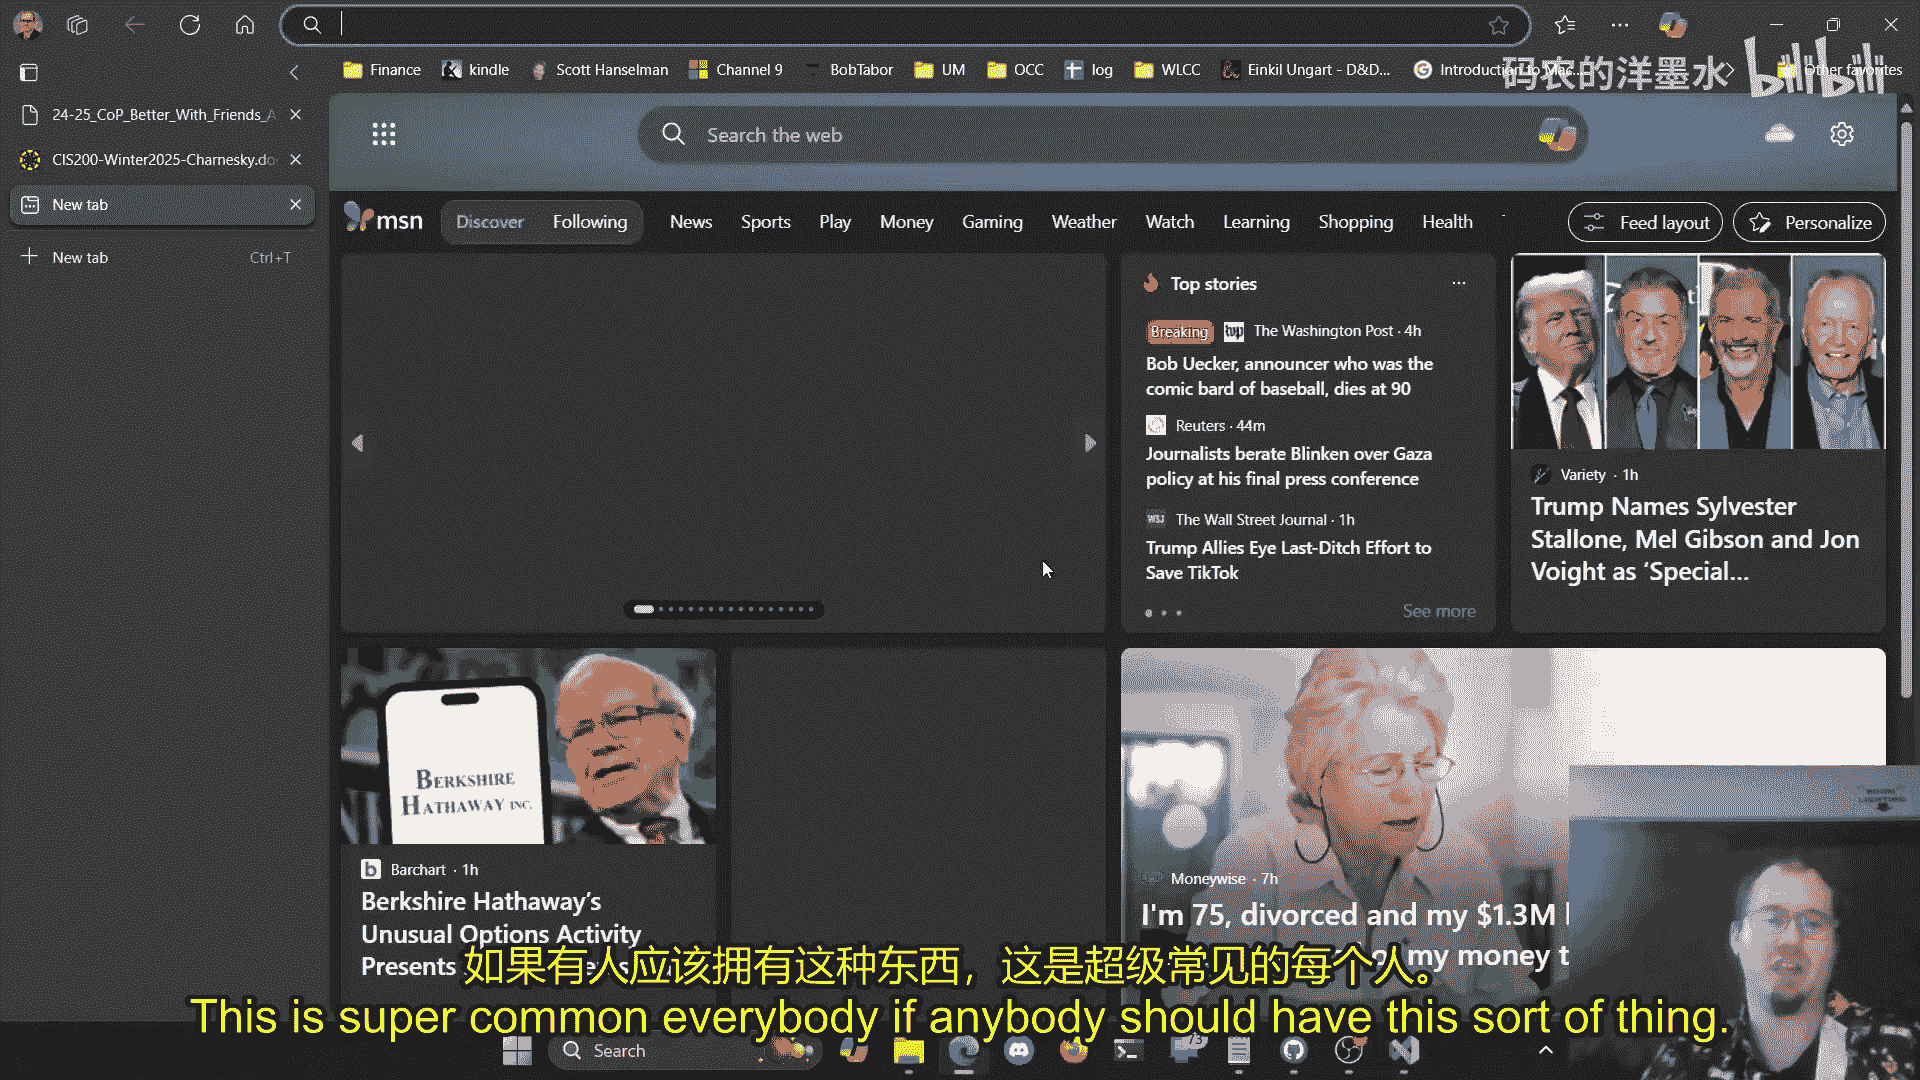 Finance
kindle
Scott Hanselman
Channel 9
BobTabor
UM
OCC
log
WLCC
Einkil Ungart - D&D...
Introduction to Mac...
Other favorites
码农的洋墨水
bilibili
24-25_CoP_Better_With_Friends_A
CIS200-Winter2025-Charnesky.do
New tab
New tab
Ctrl+T
Search the web
msn
Discover
Following
News
Sports
Play
Money
Gaming
Weather
Watch
Learning
Shopping
Health
Feed layout
Personalize
Top stories
Breaking
The Washington Post · 4h
Bob Uecker, announcer who was the
comic bard of baseball, dies at 90
Reuters · 44m
Journalists berate Blinken over Gaza
policy at his final press conference
WSJ
The Wall Street Journal · 1h
Trump Allies Eye Last-Ditch Effort to
Save TikTok
See more
Variety · 1h
Trump Names Sylvester
Stallone, Mel Gibson and Jon
Voight as ‘Special...
BERKSHIRE
HATHAWAY INC.
b
Barchart · 1h
Berkshire Hathaway’s
Unusual Options Activity
Presents
Moneywise · 7h
I'm 75, divorced and my $1.3M
my money t
ROOM
LIGHTING
如果有人应该拥有这种东西，这是超级常见的每个人。
This is super common everybody if anybody should have this sort of thing.
Search
73